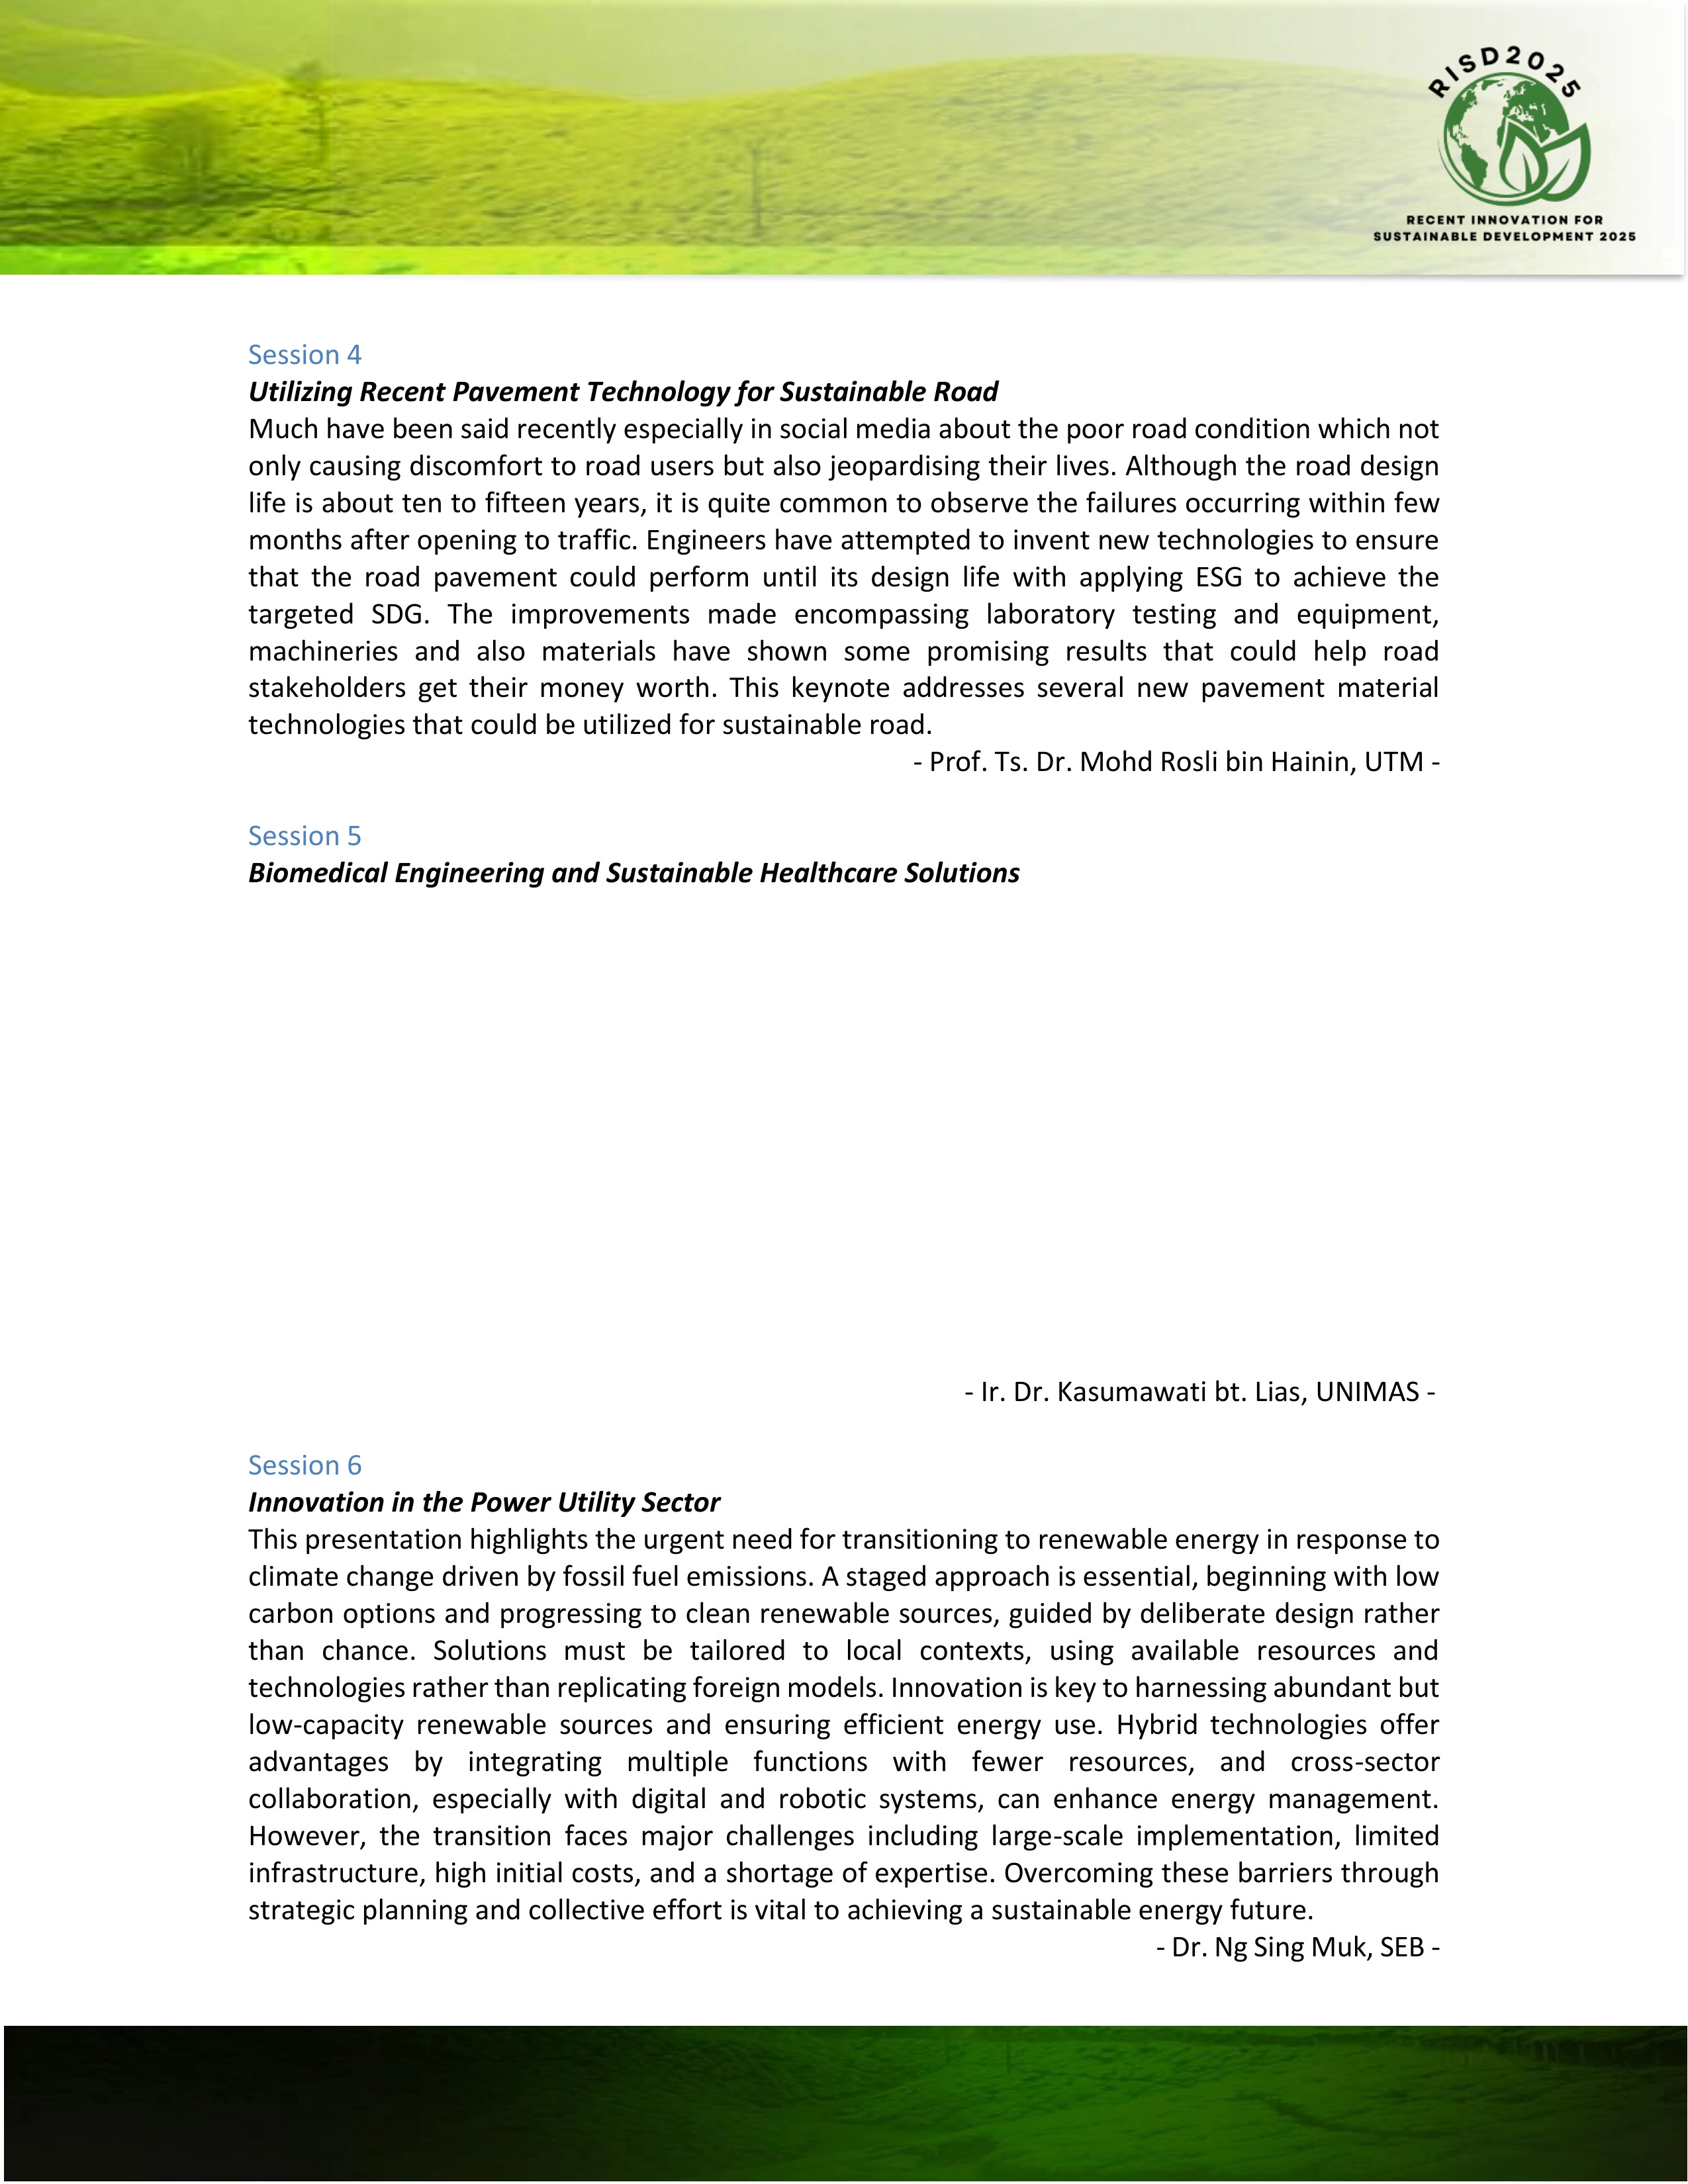 RISD2025
RECENT INNOVATION FOR
SUSTAINABLE DEVELOPMENT 2025
Session 4
Utilizing Recent Pavement Technology for Sustainable Road
Much have been said recently especially in social media about the poor road condition which not
only causing discomfort to road users but also jeopardising their lives. Although the road design
life is about ten to fifteen years, it is quite common to observe the failures occurring within few
months after opening to traffic. Engineers have attempted to invent new technologies to ensure
that the road pavement could perform until its design life with applying ESG to achieve the
targeted SDG. The improvements made encompassing laboratory testing and equipment,
machineries and also materials have shown some promising results that could help road
stakeholders get their money worth. This keynote addresses several new pavement material
technologies that could be utilized for sustainable road.
- Prof. Ts. Dr. Mohd Rosli bin Hainin, UTM -
Session 5
Biomedical Engineering and Sustainable Healthcare Solutions
- Ir. Dr. Kasumawati bt. Lias, UNIMAS -
Session 6
Innovation in the Power Utility Sector
This presentation highlights the urgent need for transitioning to renewable energy in response to
climate change driven by fossil fuel emissions. A staged approach is essential, beginning with low
carbon options and progressing to clean renewable sources, guided by deliberate design rather
than chance. Solutions must be tailored to local contexts, using available resources and
technologies rather than replicating foreign models. Innovation is key to harnessing abundant but
low-capacity renewable sources and ensuring efficient energy use. Hybrid technologies offer
advantages by integrating multiple functions with fewer resources, and cross-sector
collaboration, especially with digital and robotic systems, can enhance energy management.
However, the transition faces major challenges including large-scale implementation, limited
infrastructure, high initial costs, and a shortage of expertise. Overcoming these barriers through
strategic planning and collective effort is vital to achieving a sustainable energy future.
- Dr. Ng Sing Muk, SEB -